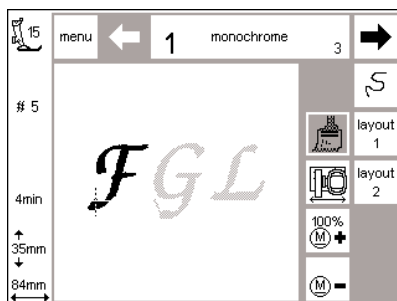 15 menu 1 monochrome 3
# 5
layout
1
layout
2
FGL
4min
100%
M +
35mm
M -
84mm